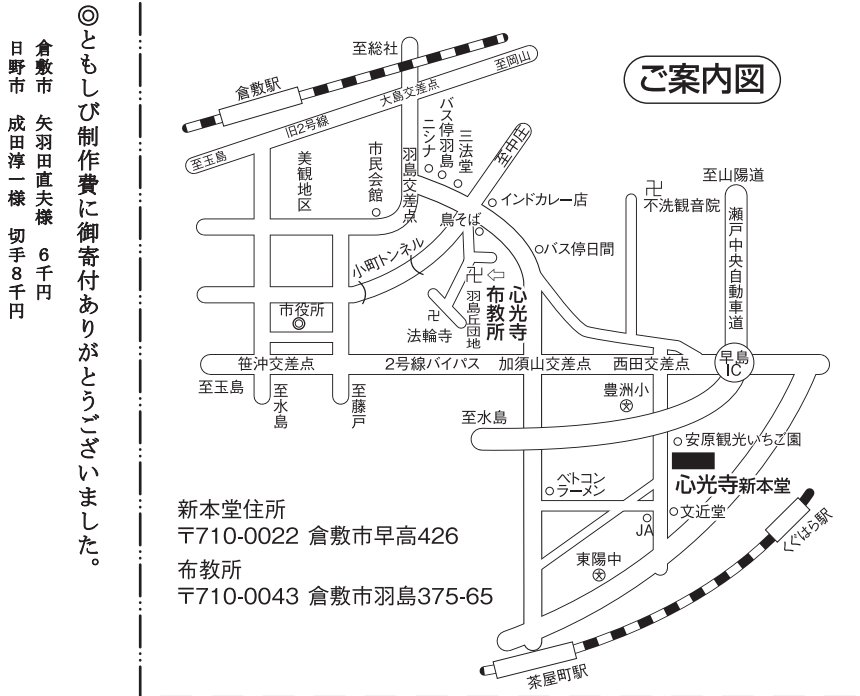 ◎ともしび制作費に御寄付ありがとうございました。
倉敷市 矢羽田直夫様 6千円
日野市 成田淳一様 切手8千円
ご案内図
至総社
至岡山
倉敷駅
大島交差点
旧2号線
至玉島
美観地区
市民会館
羽島交差点
ニシナ
バス停羽島
三法堂
至中庄
インドカレー店
鳥そば
バス停日間
卍
不洗観音院
至山陽道
瀬戸中央自動車道
小町トンネル
市役所
卍⇦
心光寺
布教所
羽島丘団地
卍
法輪寺
笹沖交差点
2号線バイパス
加須山交差点
西田交差点
早島
IC
至玉島
至水島
至藤戸
豊洲小
至水島
安原観光いちご園
心光寺新本堂
ベトコン
ラーメン
文近堂
JA
東陽中
くぐはら駅
茶屋町駅
新本堂住所
〒710-0022 倉敷市早高426
布教所
〒710-0043 倉敷市羽島375-65